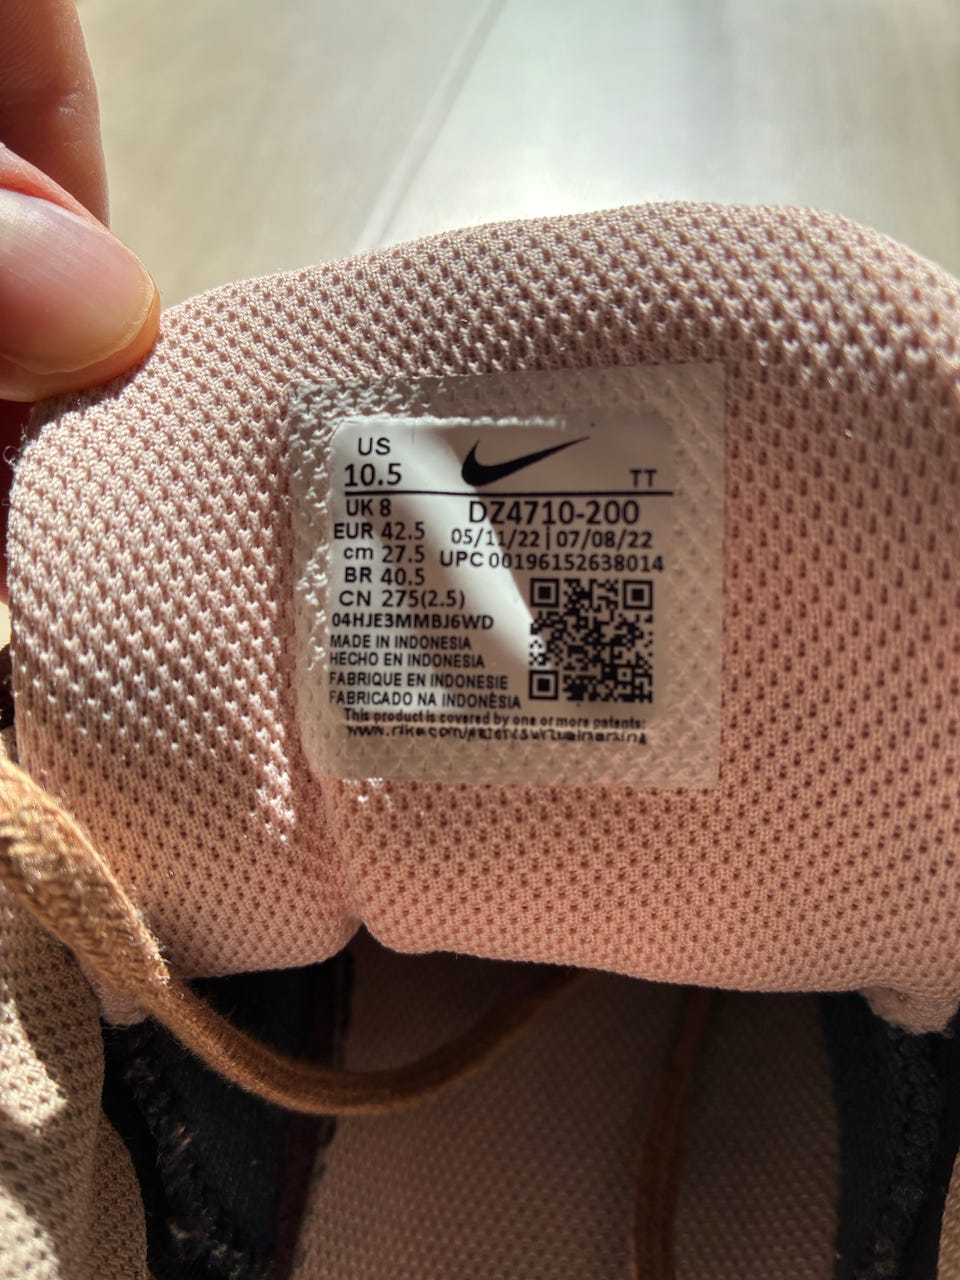 US
10.5
TT
UK 8
EUR 42.5
cm 27.5
BR 40.5
CN 275(2.5)
DZ4710-200
05/11/22 | 07/08/22
UPC 00196152638014
04HJE3MMBJ6WD
MADE IN INDONESIA
HECHO EN INDONESIA
FABRIQUE EN INDONESIE
FABRICADO NA INDONÉSIA
This product is covered by one or more patents: